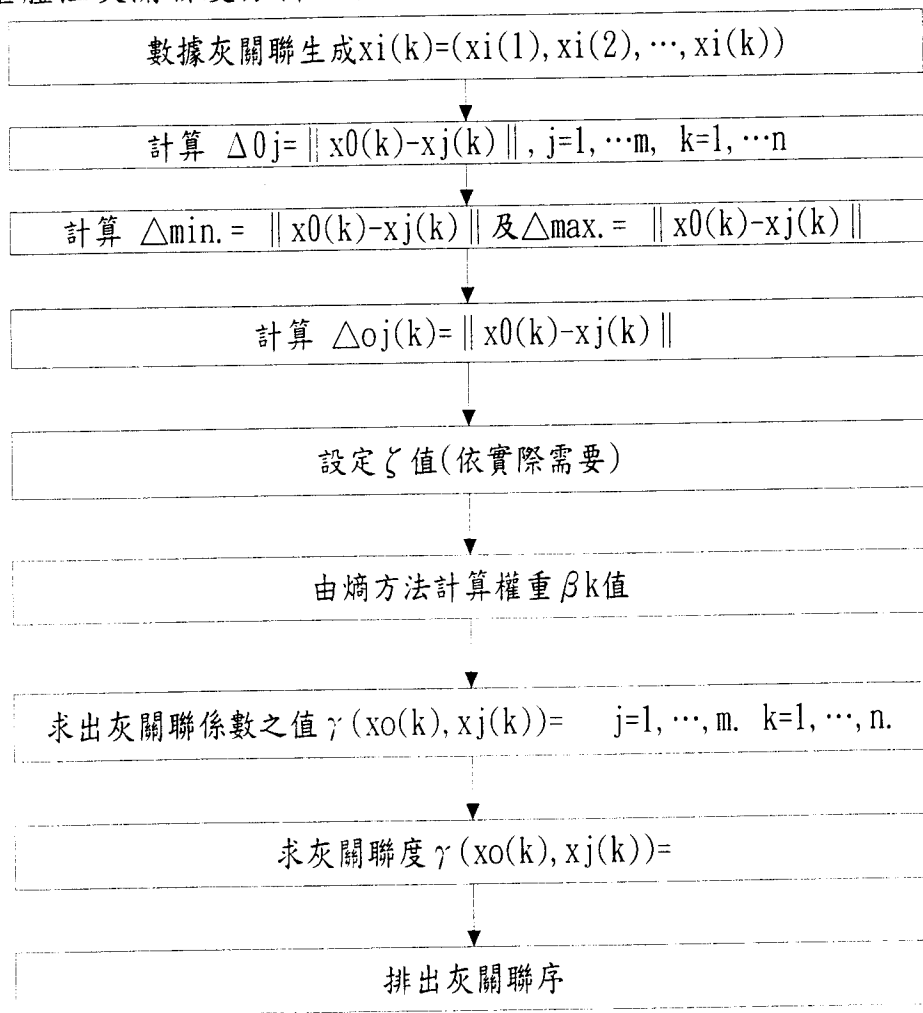 數據灰關聯生成xi(k)=(xi(1),xi(2),⋯,xi(k))
計算 Δ0j=‖x0(k)-xj(k)‖, j=1,⋯m, k=1,⋯n
計算 △min.= ‖x0(k)-xj(k)‖及△max.= ‖x0(k)-xj(k)‖
計算 △oj(k)=‖x0(k)-xj(k)‖
設定ζ值(依實際需要)
由熵方法計算權重βk值
求出灰關聯係數之值γ(xo(k),xj(k))= j=1,⋯,m. k=1,⋯,n.
求灰關聯度γ(xo(k),xj(k))=
排出灰關聯序